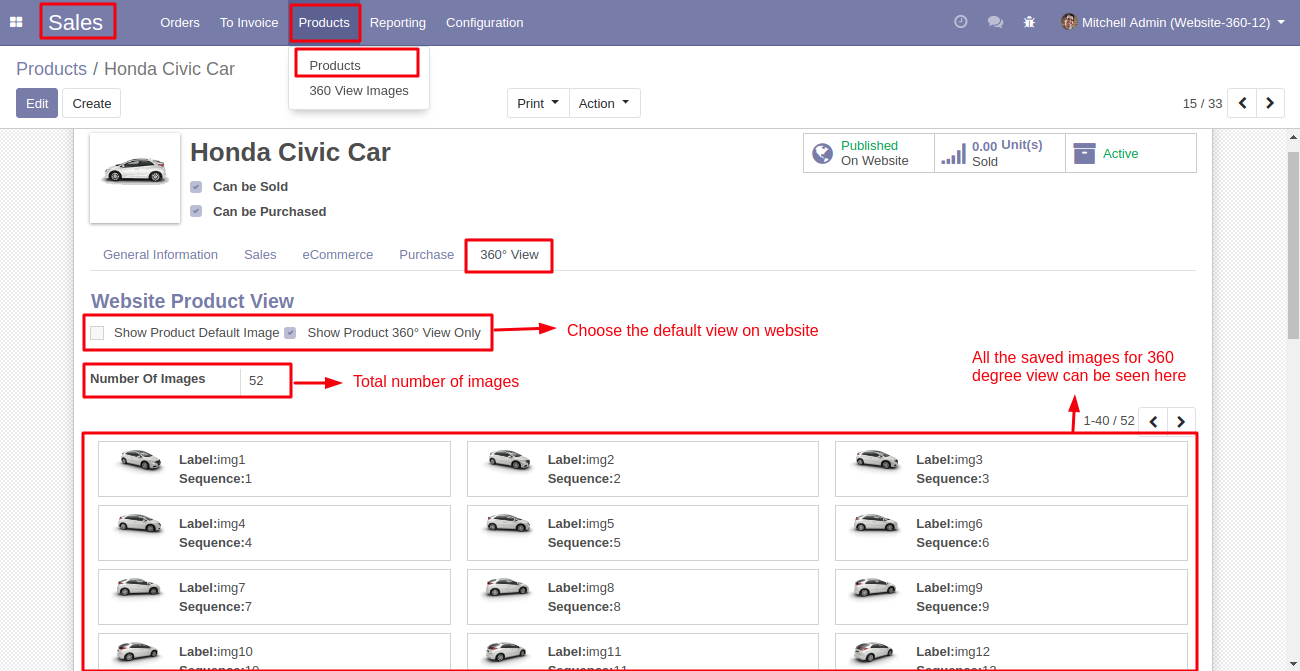 Sales Orders To Invoice Products Reporting Configuration Mitchell Admin (Website-360-12)
Products
360 View Images
Products / Honda Civic Car
Edit Create Print Action 15 / 33
Honda Civic Car
Can be Sold
Can be Purchased
Published
On Website
0.00 Unit(s)
Sold
Active
General Information Sales eCommerce Purchase 360° View
Website Product View
Show Product Default Image Show Product 360° View Only
Choose the default view on website
Number Of Images 52
Total number of images
All the saved images for 360
degree view can be seen here
1-40 / 52
Label:img1 Label:img2 Label:img3
Sequence:1 Sequence:2 Sequence:3
Label:img4 Label:img5 Label:img6
Sequence:4 Sequence:5 Sequence:6
Label:img7 Label:img8 Label:img9
Sequence:7 Sequence:8 Sequence:9
Label:img10 Label:img11 Label:img12
Sequence:10 Sequence:11 Sequence:12